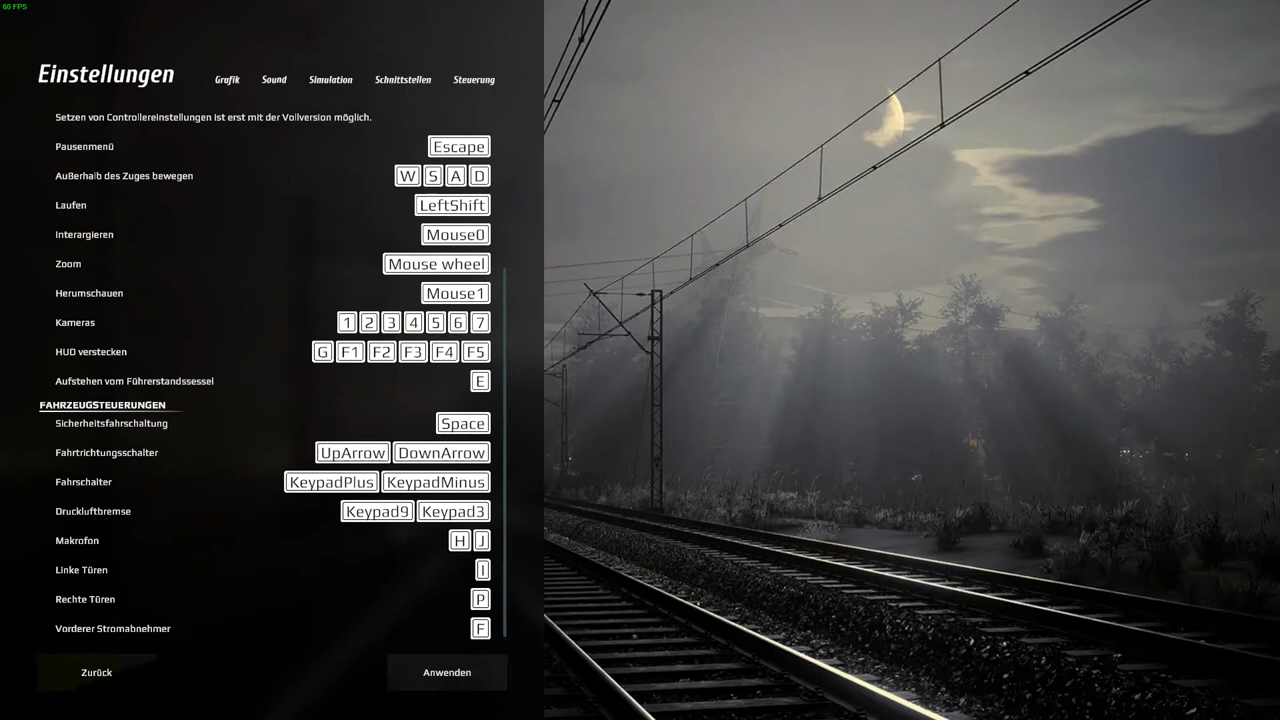 60 FPS
Einstellungen Grafik Sound Simulation Schnittstellen Steuerung
Setzen von Controllereinstellungen ist erst mit der Vollversion möglich.
Pausenmenü Escape
Außerhalb des Zuges bewegen W S A D
Laufen LeftShift
Interargieren Mouse0
Zoom Mouse wheel
Herumschauen Mouse1
Kameras 1 2 3 4 5 6 7
HUD verstecken G F1 F2 F3 F4 F5
Aufstehen vom Führerstandssessel E
FAHRZEUGSTEUERUNGEN
Sicherheitsfahrschaltung Space
Fahrtrichtungsschalter UpArrow DownArrow
Fahrschalter KeypadPlus KeypadMinus
Druckluftbremse Keypad9 Keypad3
Makrofon H J
Linke Türen I
Rechte Türen P
Vorderer Stromabnehmer F
Zurück Anwenden